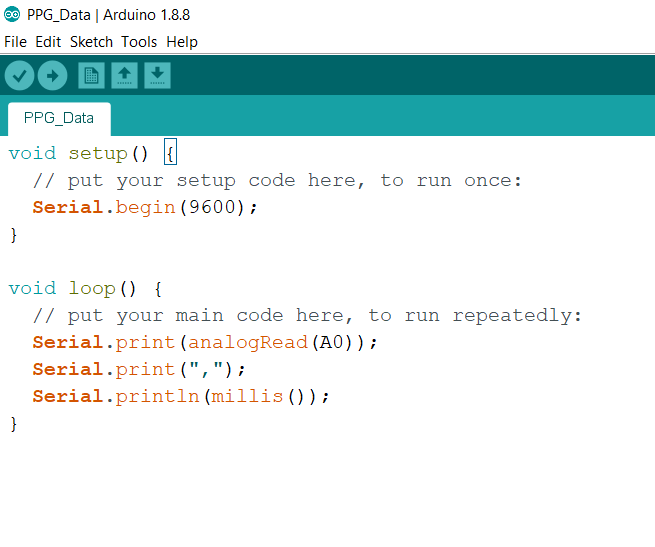 PPG_Data | Arduino 1.8.8
File Edit Sketch Tools Help
PPG_Data
void setup() {
  // put your setup code here, to run once:
  Serial.begin(9600);
}
void loop() {
  // put your main code here, to run repeatedly:
  Serial.print(analogRead(A0));
  Serial.print(",");
  Serial.println(millis());
}